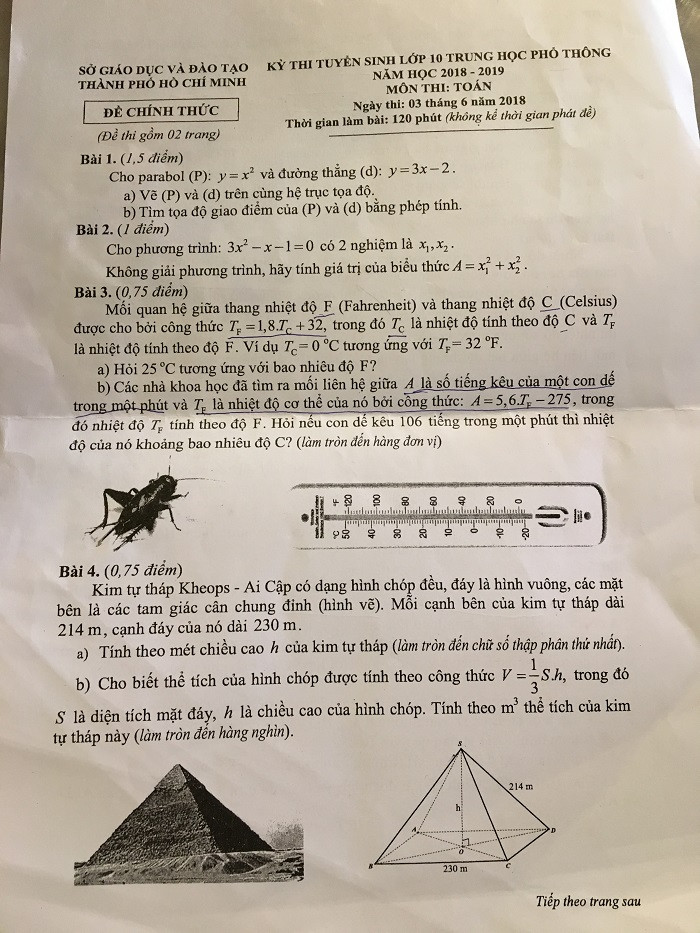 SỞ GIÁO DỤC VÀ ĐÀO TẠO
THÀNH PHỐ HỒ CHÍ MINH
ĐỀ CHÍNH THỨC
(Đề thi gồm 02 trang)
KỲ THI TUYỂN SINH LỚP 10 TRUNG HỌC PHỔ THÔNG
NĂM HỌC 2018 - 2019
MÔN THI: TOÁN
Ngày thi: 03 tháng 6 năm 2018
Thời gian làm bài: 120 phút (không kể thời gian phát đề)
Bài 1. (1,5 điểm)
Cho parabol (P): y = x² và đường thẳng (d): y = 3x − 2.
a) Vẽ (P) và (d) trên cùng hệ trục tọa độ.
b) Tìm tọa độ giao điểm của (P) và (d) bằng phép tính.
Bài 2. (1 điểm)
Cho phương trình: 3x² − x − 1 = 0 có 2 nghiệm là x₁, x₂.
Không giải phương trình, hãy tính giá trị của biểu thức A = x₁² + x₂².
Bài 3. (0,75 điểm)
Mối quan hệ giữa thang nhiệt độ F (Fahrenheit) và thang nhiệt độ C (Celsius)
được cho bởi công thức T_F = 1,8.T_C + 32, trong đó T_C là nhiệt độ tính theo độ C và T_F
là nhiệt độ tính theo độ F. Ví dụ T_C = 0 °C tương ứng với T_F = 32 °F.
a) Hỏi 25 °C tương ứng với bao nhiêu độ F?
b) Các nhà khoa học đã tìm ra mối liên hệ giữa A là số tiếng kêu của một con dế
trong một phút và T_F là nhiệt độ cơ thể của nó bởi công thức: A = 5,6.T_F − 275, trong
đó nhiệt độ T_F tính theo độ F. Hỏi nếu con dế kêu 106 tiếng trong một phút thì nhiệt
độ của nó khoảng bao nhiêu độ C? (làm tròn đến hàng đơn vị)
°F 120 100 80 60 40 20 0
°C 50 40 30 20 10 0 -10 -20
Bài 4. (0,75 điểm)
Kim tự tháp Kheops - Ai Cập có dạng hình chóp đều, đáy là hình vuông, các mặt
bên là các tam giác cân chung đỉnh (hình vẽ). Mỗi cạnh bên của kim tự tháp dài
214 m, cạnh đáy của nó dài 230 m.
a) Tính theo mét chiều cao h của kim tự tháp (làm tròn đến chữ số thập phân thứ nhất).
b) Cho biết thể tích của hình chóp được tính theo công thức V = 1/3 S.h, trong đó
S là diện tích mặt đáy, h là chiều cao của hình chóp. Tính theo m³ thể tích của kim
tự tháp này (làm tròn đến hàng nghìn).
S
214 m
h
A
D
O
B
230 m
C
Tiếp theo trang sau